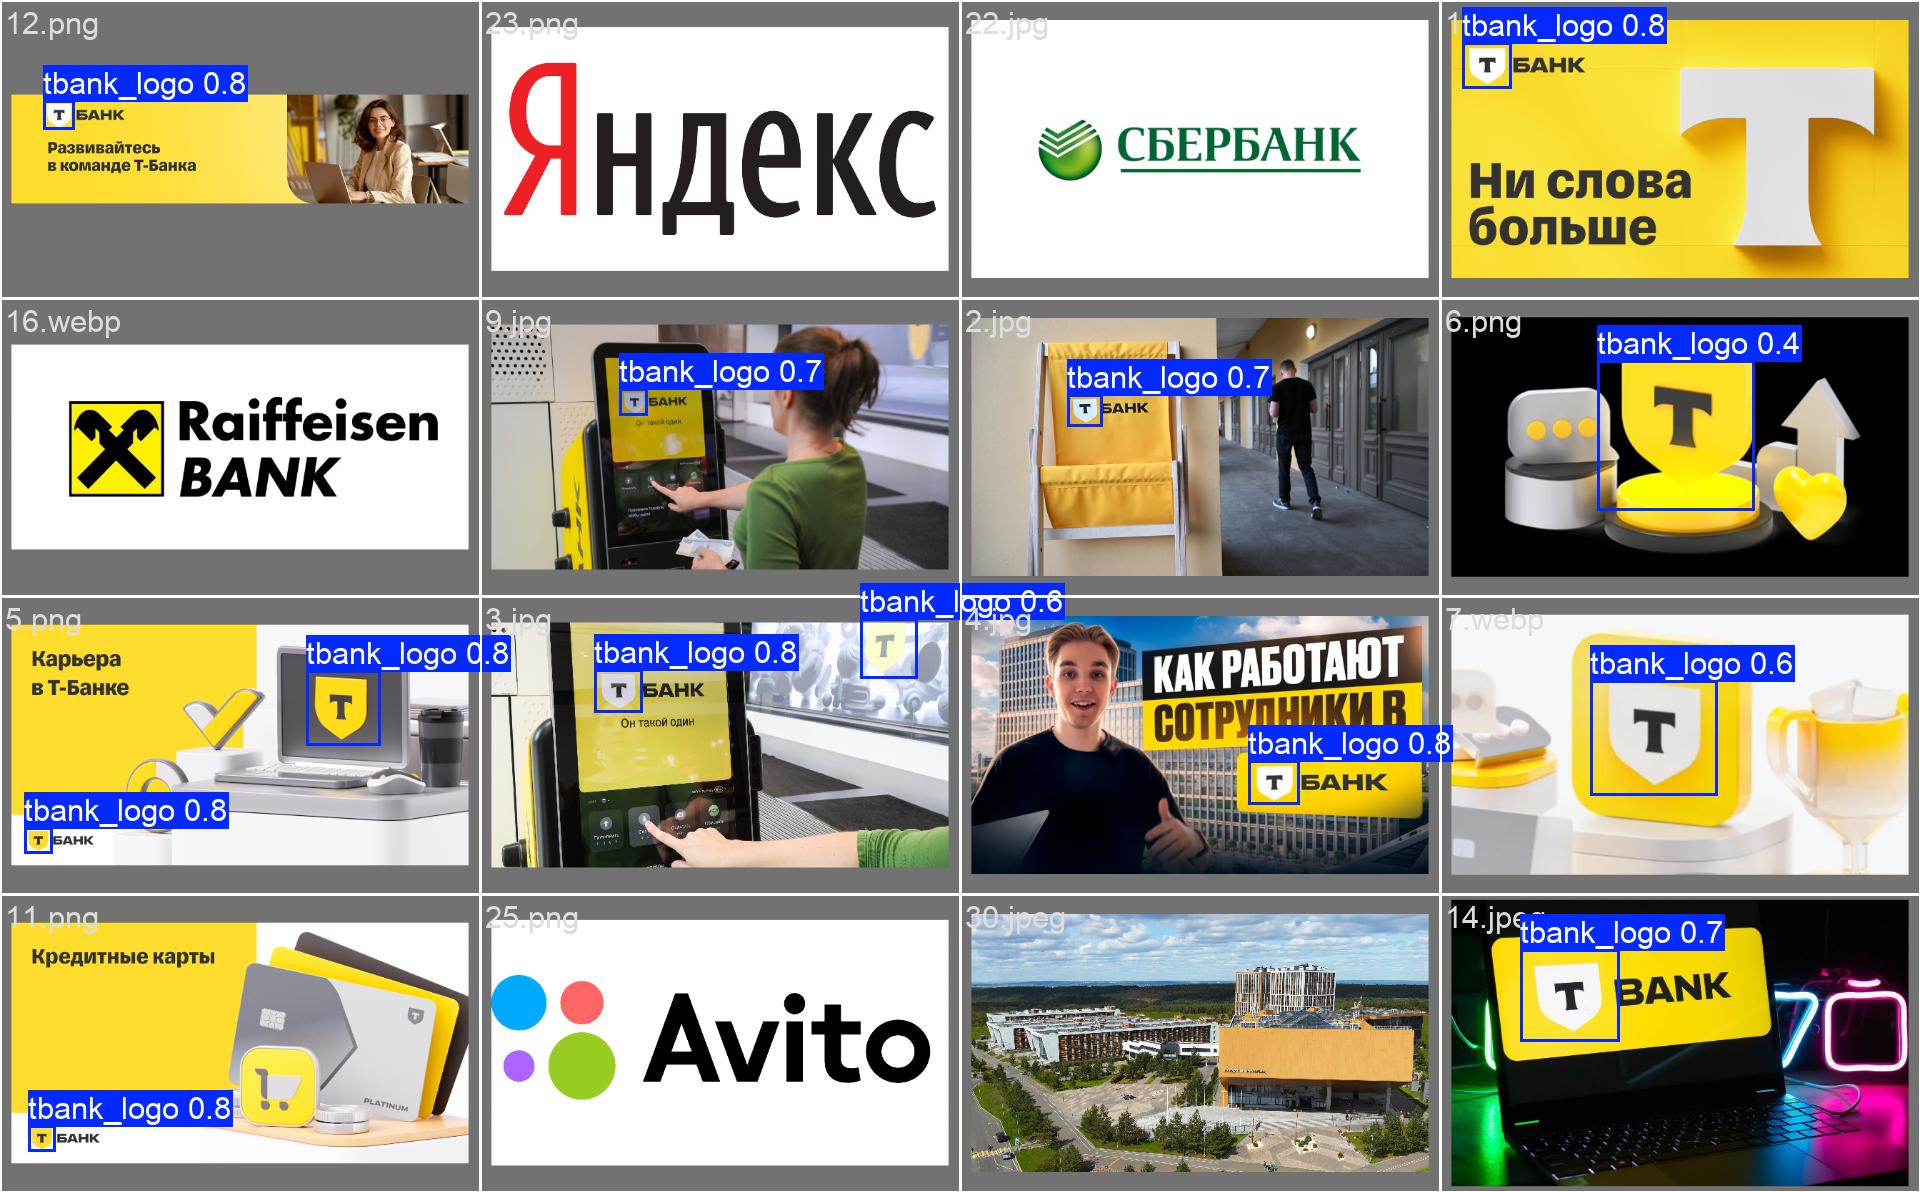 12.png
tbank_logo 0.8
Т БАНК
Развивайтесь
в команде Т-Банка
23.png
Яндекс
22.jpg
СБЕРБАНК
tbank_logo 0.8
Т БАНК
Ни слова
больше
Т
16.webp
Raiffeisen
BANK
9.jpg
tbank_logo 0.7
Т БАНК
Он такой один
2.jpg
tbank_logo 0.7
Т БАНК
6.png
tbank_logo 0.4
Т
5.png
Карьера
в Т-Банке
tbank_logo 0.8
Т
tbank_logo 0.8
Т БАНК
3.jpg
tbank_logo 0.6
Т
tbank_logo 0.8
Т БАНК
Он такой один
4.jpg
КАК РАБОТАЮТ
СОТРУДНИКИ В
tbank_logo 0.8
Т БАНК
7.webp
tbank_logo 0.6
Т
11.png
Кредитные карты
Т
PLATINUM
tbank_logo 0.8
Т БАНК
25.png
Avito
30.jpeg
14.jpeg
tbank_logo 0.7
T BANK